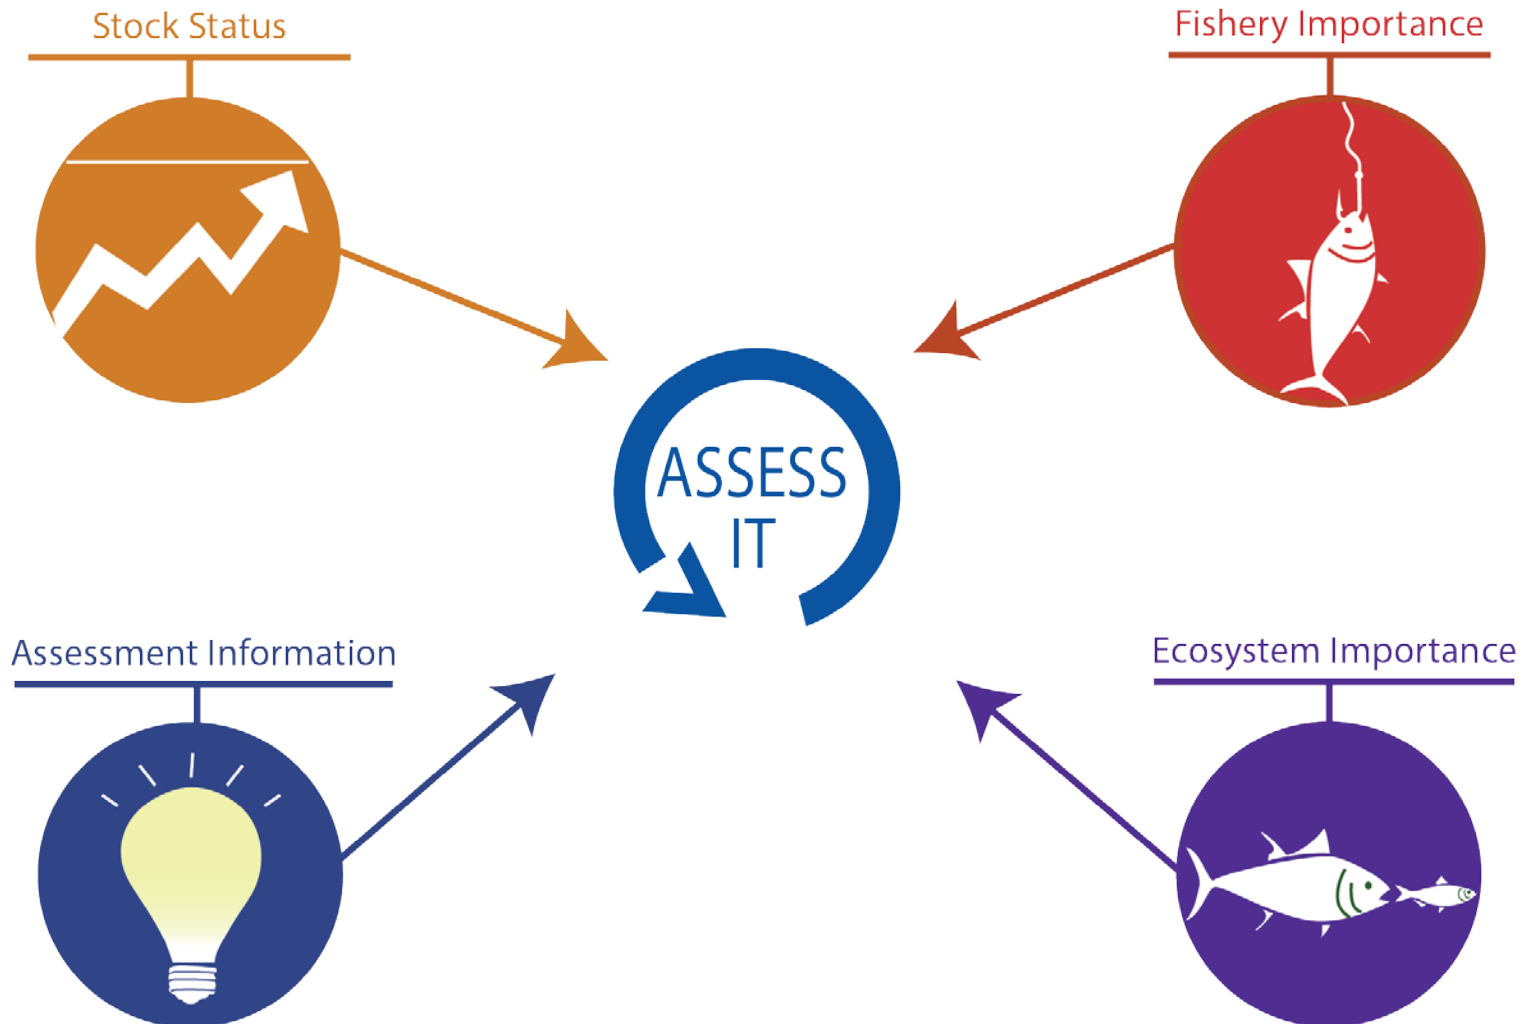 Stock Status
Fishery Importance
ASSESS
IT
Assessment Information
Ecosystem Importance